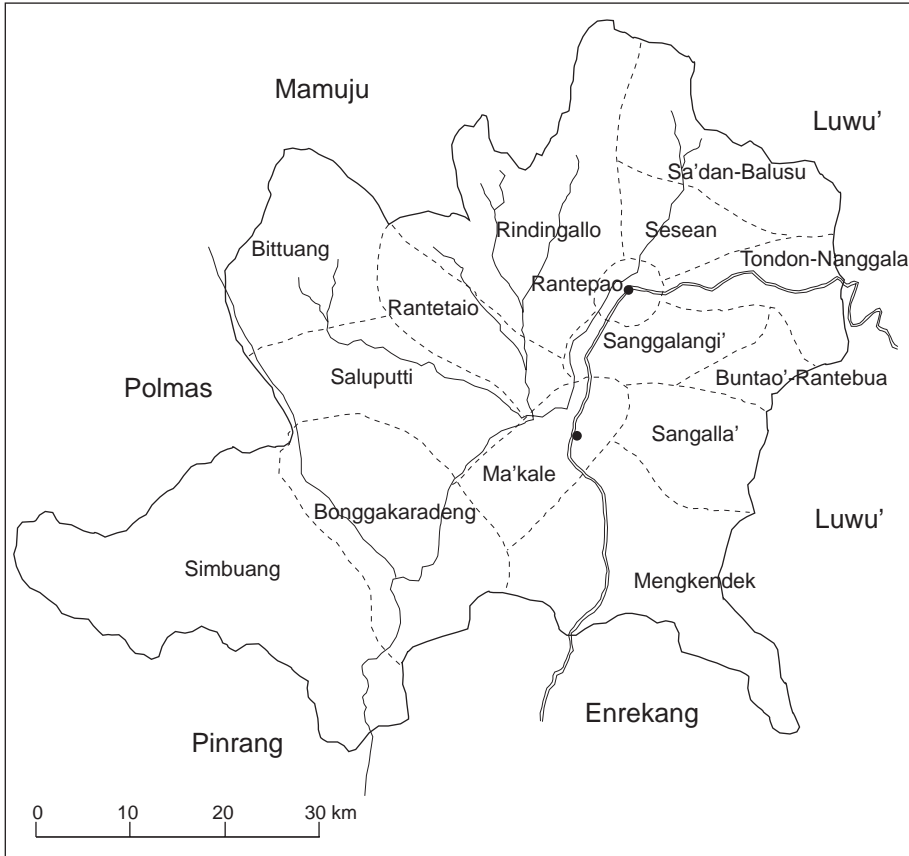 Mamuju
Luwu’
Sa’dan-Balusu
Rindingallo
Sesean
Bittuang
Tondon-Nanggala
Rantepao
Rantetaio
Sanggalangi’
Saluputti
Buntao’-Rantebua
Polmas
Sangalla’
Ma’kale
Bonggakaradeng
Luwu’
Simbuang
Mengkendek
Enrekang
Pinrang
0 10 20 30 km